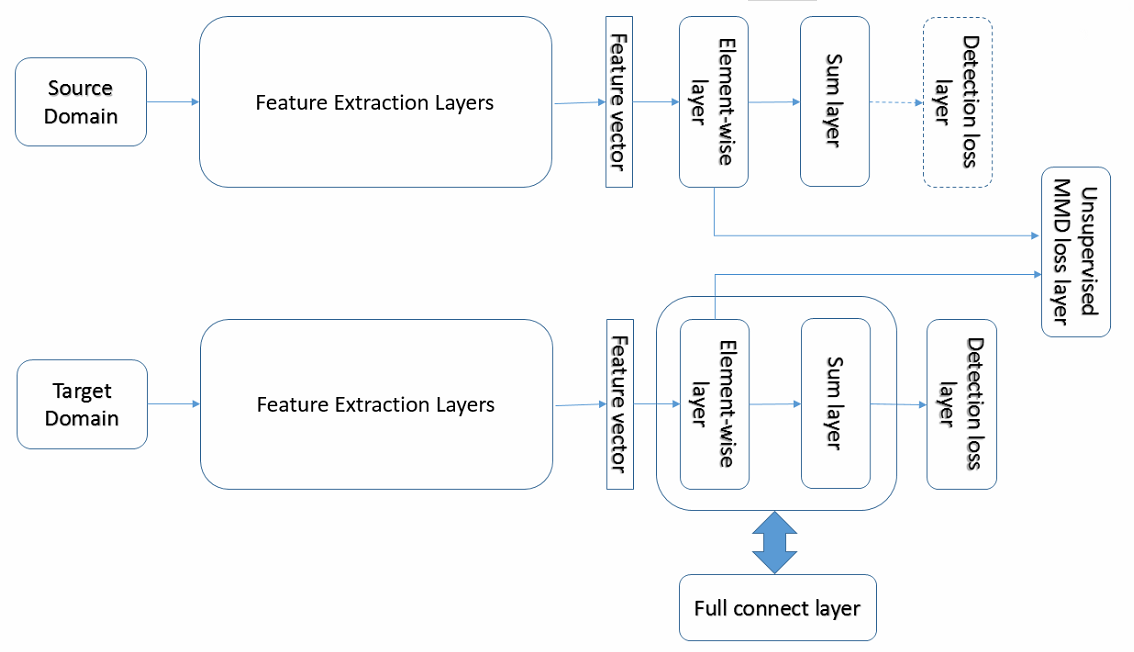 Source
Domain
Feature Extraction Layers
Feature vector
Element-wise
layer
Sum layer
Detection loss
layer
Unsupervised
MMD loss layer
Target
Domain
Feature Extraction Layers
Feature vector
Element-wise
layer
Sum layer
Detection loss
layer
Full connect layer